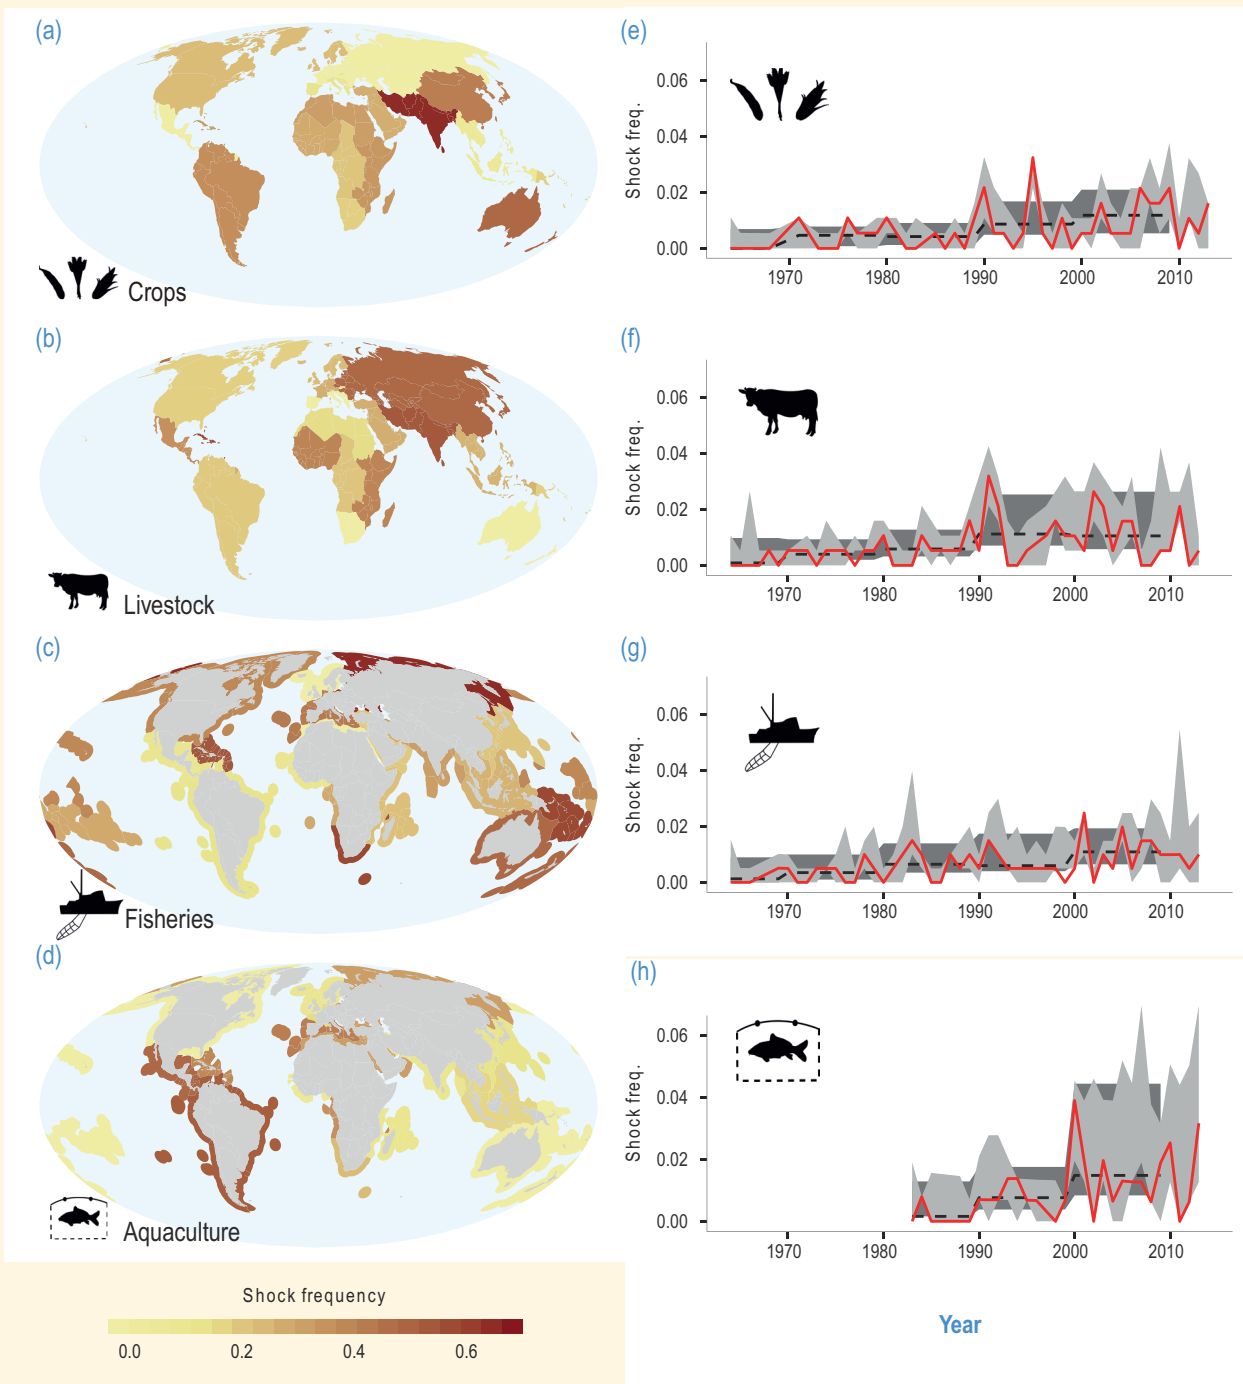 (a)
Crops
(b)
Livestock
(c)
Fisheries
(d)
Aquaculture
Shock frequency
0.0 0.2 0.4 0.6
(e)
Shock freq.
0.06
0.04
0.02
0.00
1970 1980 1990 2000 2010
(f)
Shock freq.
0.06
0.04
0.02
0.00
1970 1980 1990 2000 2010
(g)
Shock freq.
0.06
0.04
0.02
0.00
1970 1980 1990 2000 2010
(h)
Shock freq.
0.06
0.04
0.02
0.00
1970 1980 1990 2000 2010
Year